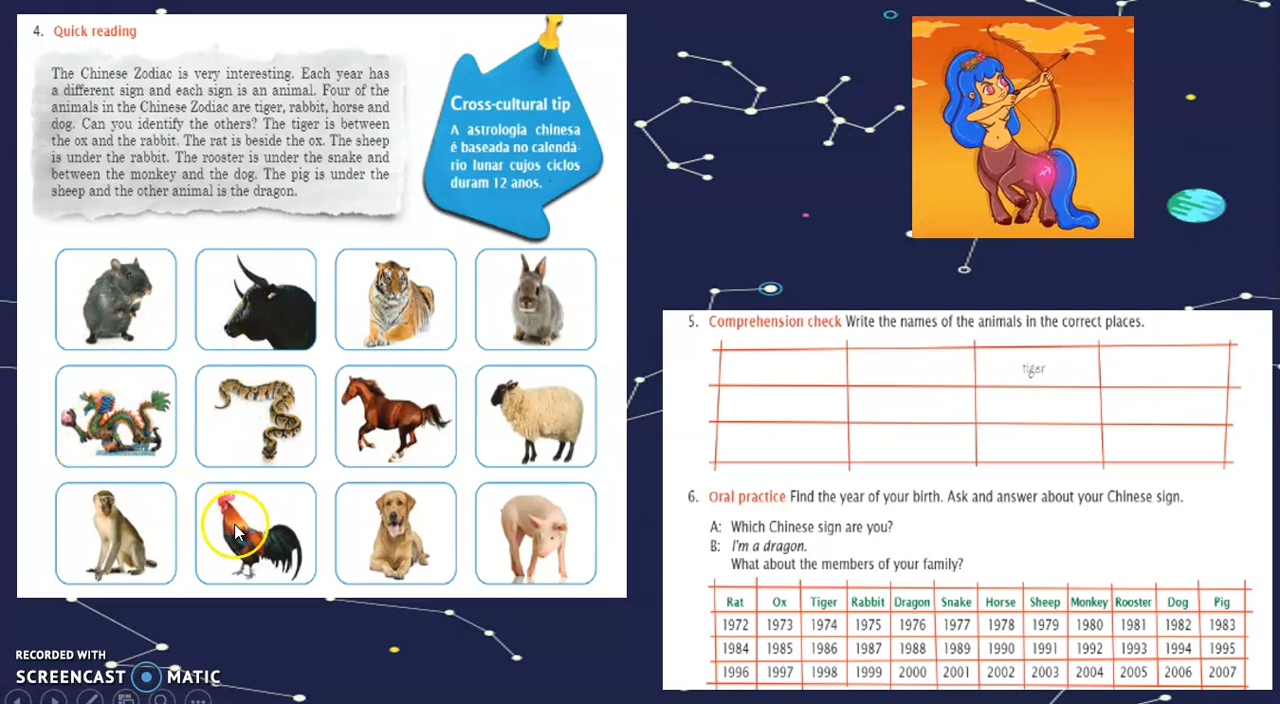 4. Quick reading
The Chinese Zodiac is very interesting. Each year has
a different sign and each sign is an animal. Four of the
animals in the Chinese Zodiac are tiger, rabbit, horse and
dog. Can you identify the others? The tiger is between
the ox and the rabbit. The rat is beside the ox. The sheep
is under the rabbit. The rooster is under the snake and
between the monkey and the dog. The pig is under the
sheep and the other animal is the dragon.
Cross-cultural tip
A astrologia chinesa
é baseada no calendá-
rio lunar cujos ciclos
duram 12 anos.
5. Comprehension check Write the names of the animals in the correct places.
tiger
6. Oral practice Find the year of your birth. Ask and answer about your Chinese sign.
A: Which Chinese sign are you?
B: I'm a dragon.
What about the members of your family?
Rat Ox Tiger Rabbit Dragon Snake Horse Sheep Monkey Rooster Dog Pig
1972 1973 1974 1975 1976 1977 1978 1979 1980 1981 1982 1983
1984 1985 1986 1987 1988 1989 1990 1991 1992 1993 1994 1995
1996 1997 1998 1999 2000 2001 2002 2003 2004 2005 2006 2007
RECORDED WITH
SCREENCAST MATIC